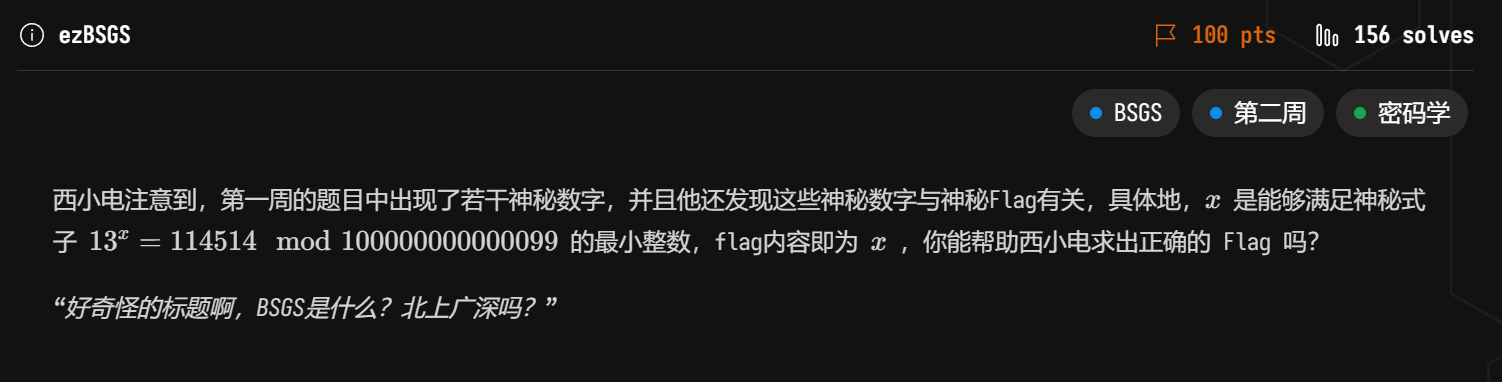 ezBSGS
100 pts
156 solves
BSGS
第二周
密码学
西小电注意到，第一周的题目中出现了若干神秘数字，并且他还发现这些神秘数字与神秘Flag有关，具体地，x 是能够满足神秘式
子 13^x = 114514 mod 100000000000099 的最小整数，flag内容即为 x ，你能帮助西小电求出正确的 Flag 吗？
“好奇怪的标题啊，BSGS是什么？北上广深吗？”